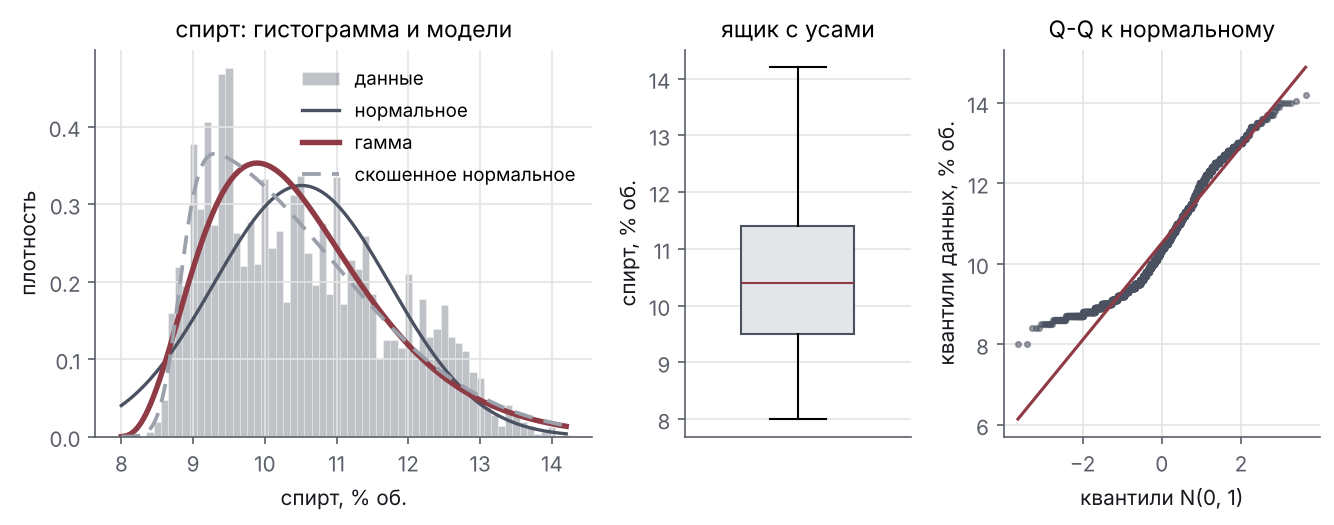 спирт: гистограмма и модели
данные
нормальное
гамма
скошенное нормальное
плотность
0.4
0.3
0.2
0.1
0.0
8 9 10 11 12 13 14
спирт, % об.
ящик с усами
спирт, % об.
14
13
12
11
10
9
8
Q-Q к нормальному
квантили данных, % об.
14
12
10
8
6
−2 0 2
квантили N(0, 1)